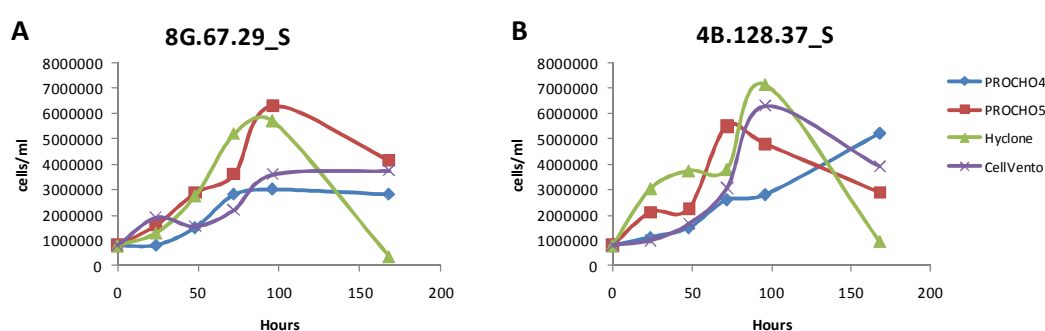 A
8G.67.29_S
cells/ml
8000000
7000000
6000000
5000000
4000000
3000000
2000000
1000000
0
0 50 100 150 200
Hours
B
4B.128.37_S
cells/ml
8000000
7000000
6000000
5000000
4000000
3000000
2000000
1000000
0
0 50 100 150 200
Hours
PROCHO4
PROCHO5
Hyclone
CellVento